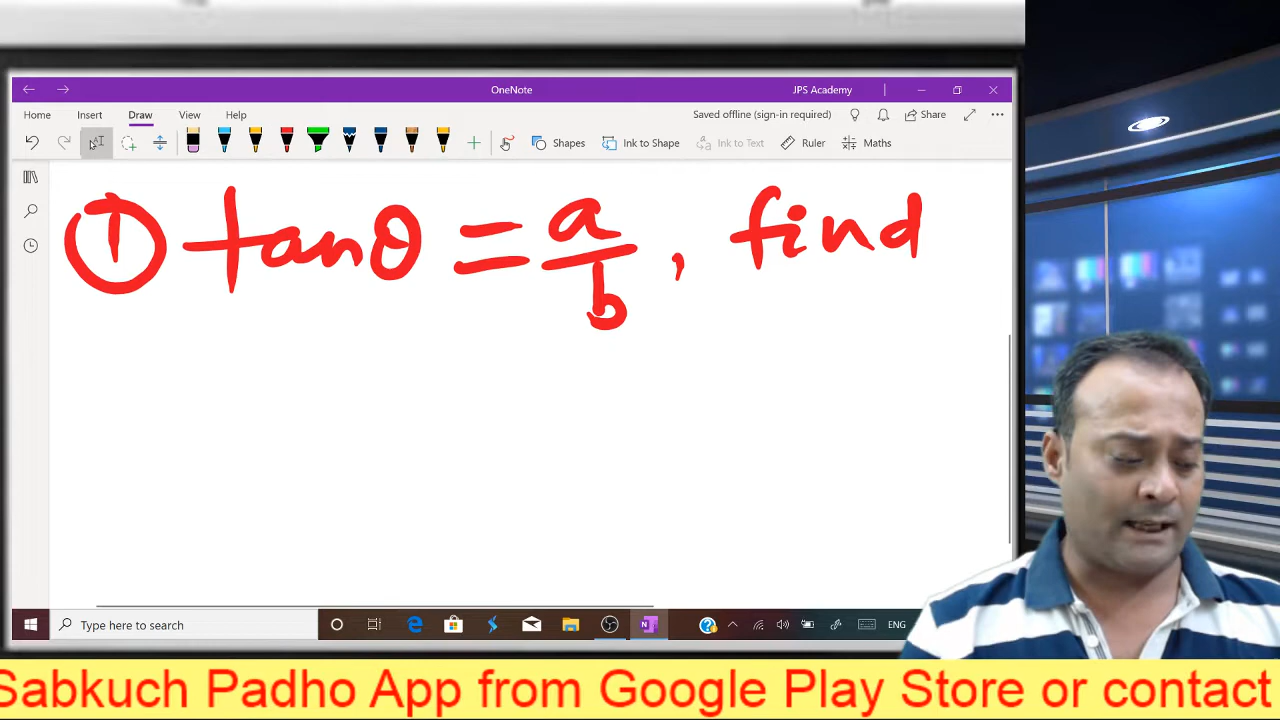 OneNote
JPS Academy
Home Insert Draw View Help
Saved offline (sign-in required)
Share
Shapes
Ink to Shape
Ink to Text
Ruler
Maths
① tanθ = a/b, find
Type here to search
ENG
Sabkuch Padho App from Google Play Store or contact